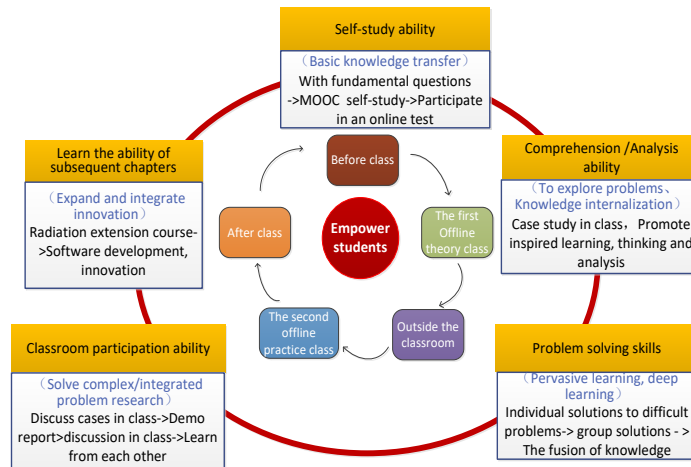 Self-study ability
（Basic knowledge transfer）
With fundamental questions
->MOOC self-study->Participate
in an online test
Learn the ability of
subsequent chapters
（Expand and integrate
innovation）
Radiation extension course-
>Software development,
innovation
Comprehension /Analysis
ability
（To explore problems、
Knowledge internalization）
Case study in class，Promote
inspired learning, thinking and
analysis
Before class
The first
Offline
theory class
Outside the
classroom
The second
offline
practice class
After class
Empower
students
Classroom participation ability
（Solve complex/integrated
problem research）
Discuss cases in class->Demo
report>discussion in class->Learn
from each other
Problem solving skills
（Pervasive learning, deep
learning）
Individual solutions to difficult
problems-> group solutions - >
The fusion of knowledge